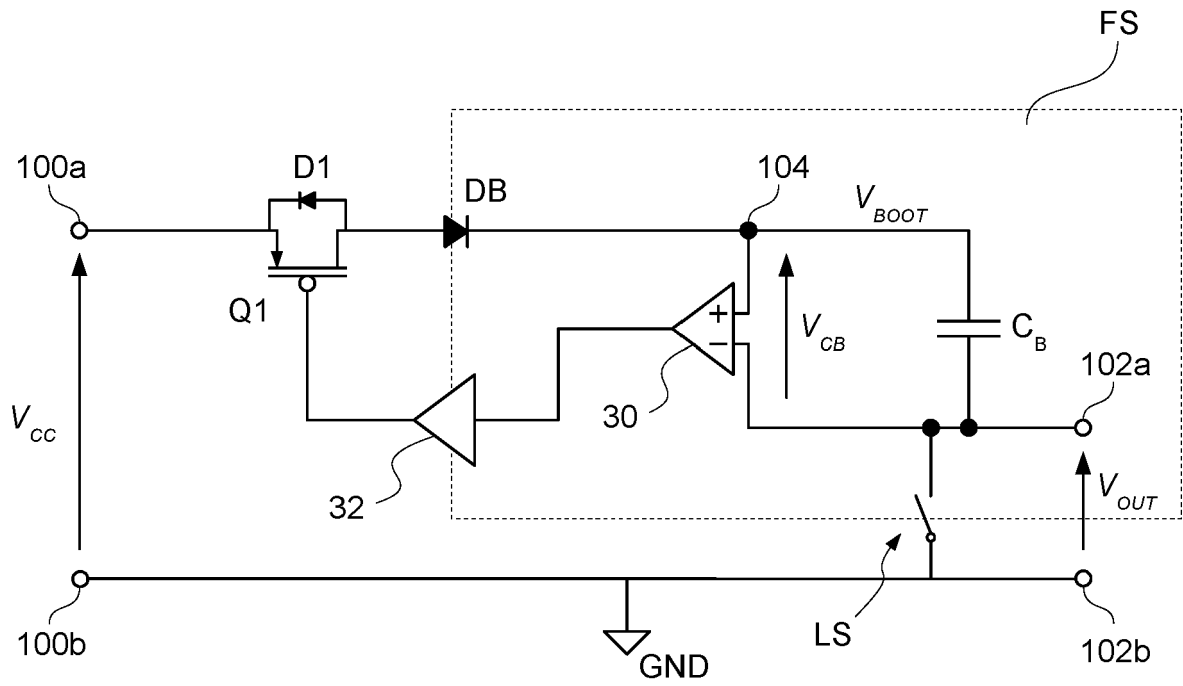 FS
100a
D1
DB
104
V_BOOT
Q1
+
−
V_CB
C_B
30
102a
V_CC
32
V_OUT
LS
100b
GND
102b